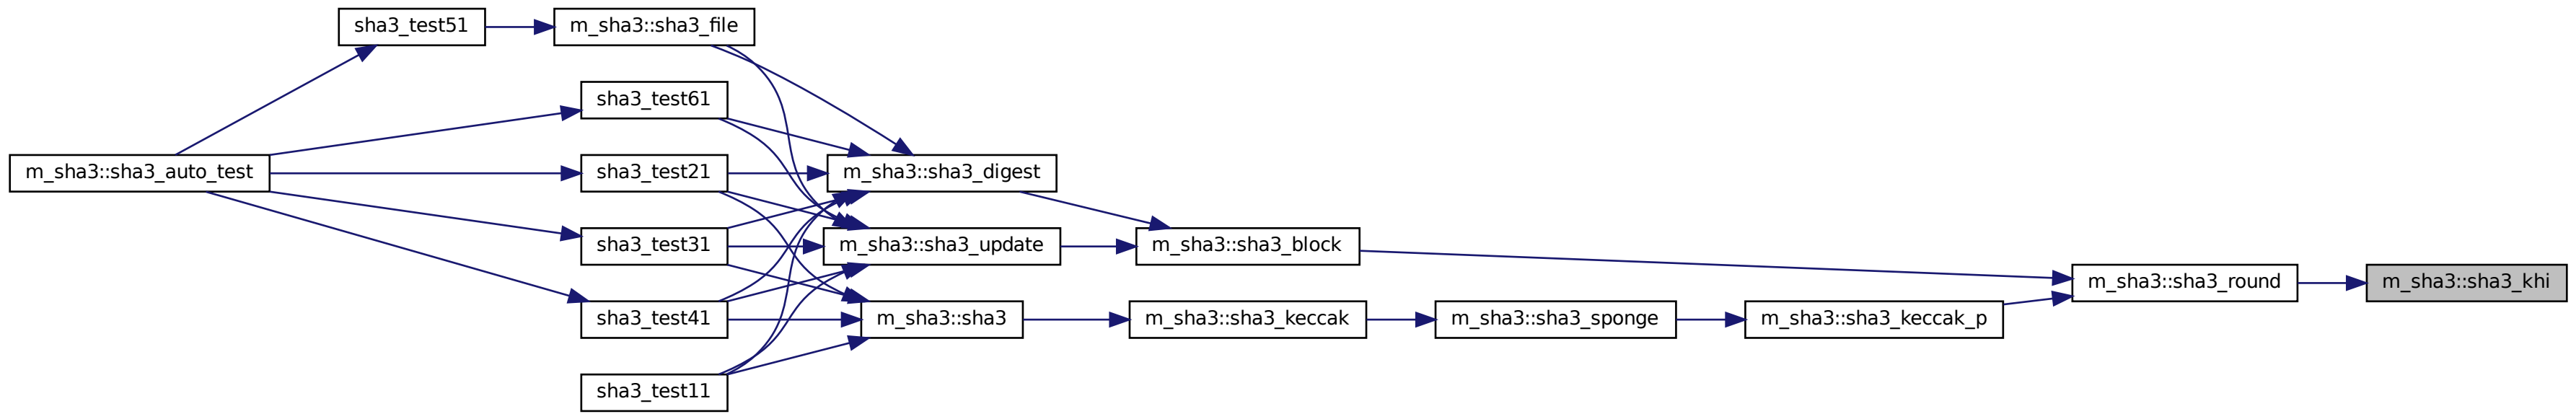 sha3_test51
m_sha3::sha3_file
sha3_test61
m_sha3::sha3_auto_test
sha3_test21
m_sha3::sha3_digest
sha3_test31
m_sha3::sha3_update
m_sha3::sha3_block
m_sha3::sha3_round
m_sha3::sha3_khi
sha3_test41
m_sha3::sha3
m_sha3::sha3_keccak
m_sha3::sha3_sponge
m_sha3::sha3_keccak_p
sha3_test11